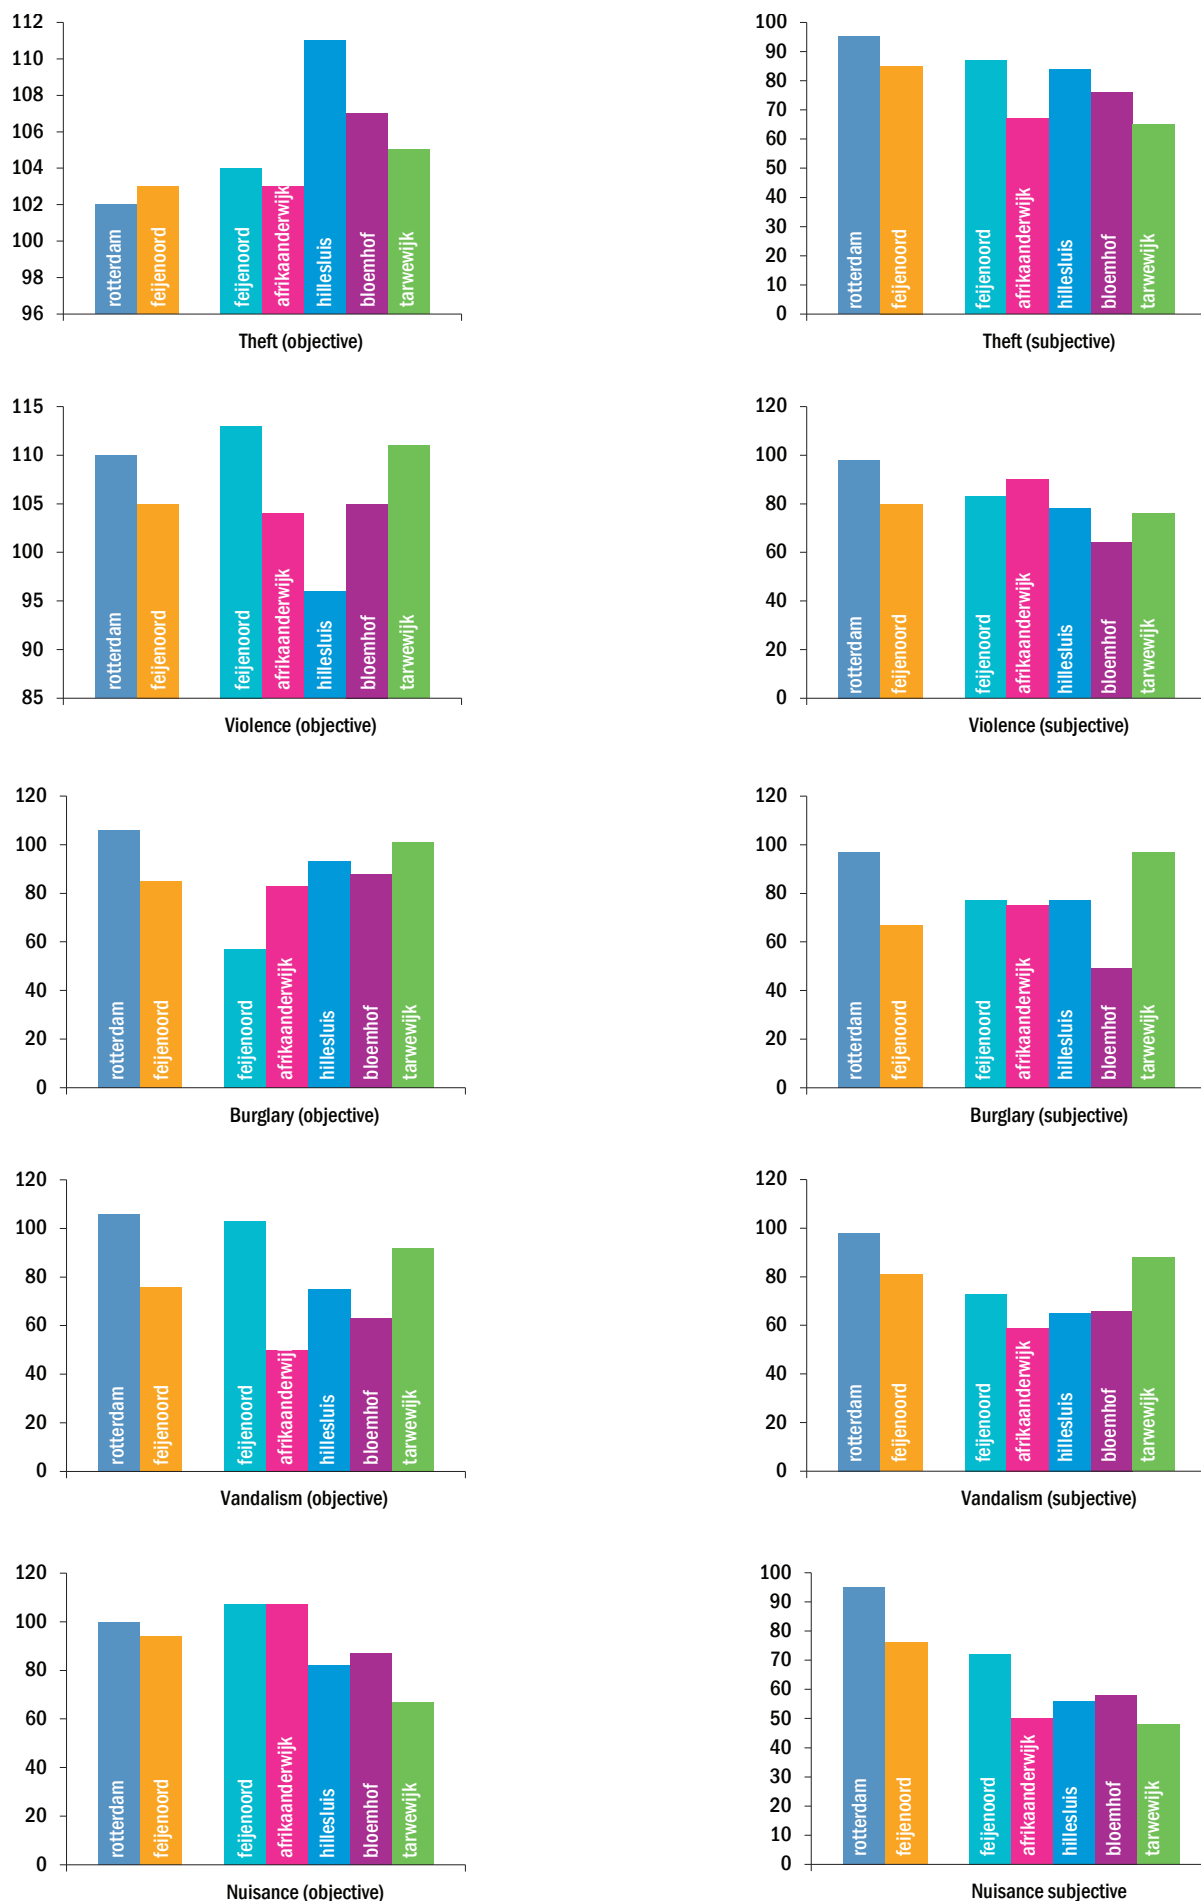 112
110
108
106
104
102
100
98
96
rotterdam
feijenoord
feijenoord
afrikaanderwijk
hillesluis
bloemhof
tarwewijk
Theft (objective)
100
90
80
70
60
50
40
30
20
10
0
rotterdam
feijenoord
feijenoord
afrikaanderwijk
hillesluis
bloemhof
tarwewijk
Theft (subjective)
115
110
105
100
95
90
85
rotterdam
feijenoord
feijenoord
afrikaanderwijk
hillesluis
bloemhof
tarwewijk
Violence (objective)
120
100
80
60
40
20
0
rotterdam
feijenoord
feijenoord
afrikaanderwijk
hillesluis
bloemhof
tarwewijk
Violence (subjective)
120
100
80
60
40
20
0
rotterdam
feijenoord
feijenoord
afrikaanderwijk
hillesluis
bloemhof
tarwewijk
Burglary (objective)
120
100
80
60
40
20
0
rotterdam
feijenoord
feijenoord
afrikaanderwijk
hillesluis
bloemhof
tarwewijk
Burglary (subjective)
120
100
80
60
40
20
0
rotterdam
feijenoord
feijenoord
afrikaanderwij
hillesluis
bloemhof
tarwewijk
Vandalism (objective)
120
100
80
60
40
20
0
rotterdam
feijenoord
feijenoord
afrikaanderwijk
hillesluis
bloemhof
tarwewijk
Vandalism (subjective)
120
100
80
60
40
20
0
rotterdam
feijenoord
feijenoord
afrikaanderwijk
hillesluis
bloemhof
tarwewijk
Nuisance (objective)
100
90
80
70
60
50
40
30
20
10
0
rotterdam
feijenoord
feijenoord
afrikaanderwijk
hillesluis
bloemhof
tarwewijk
Nuisance subjective